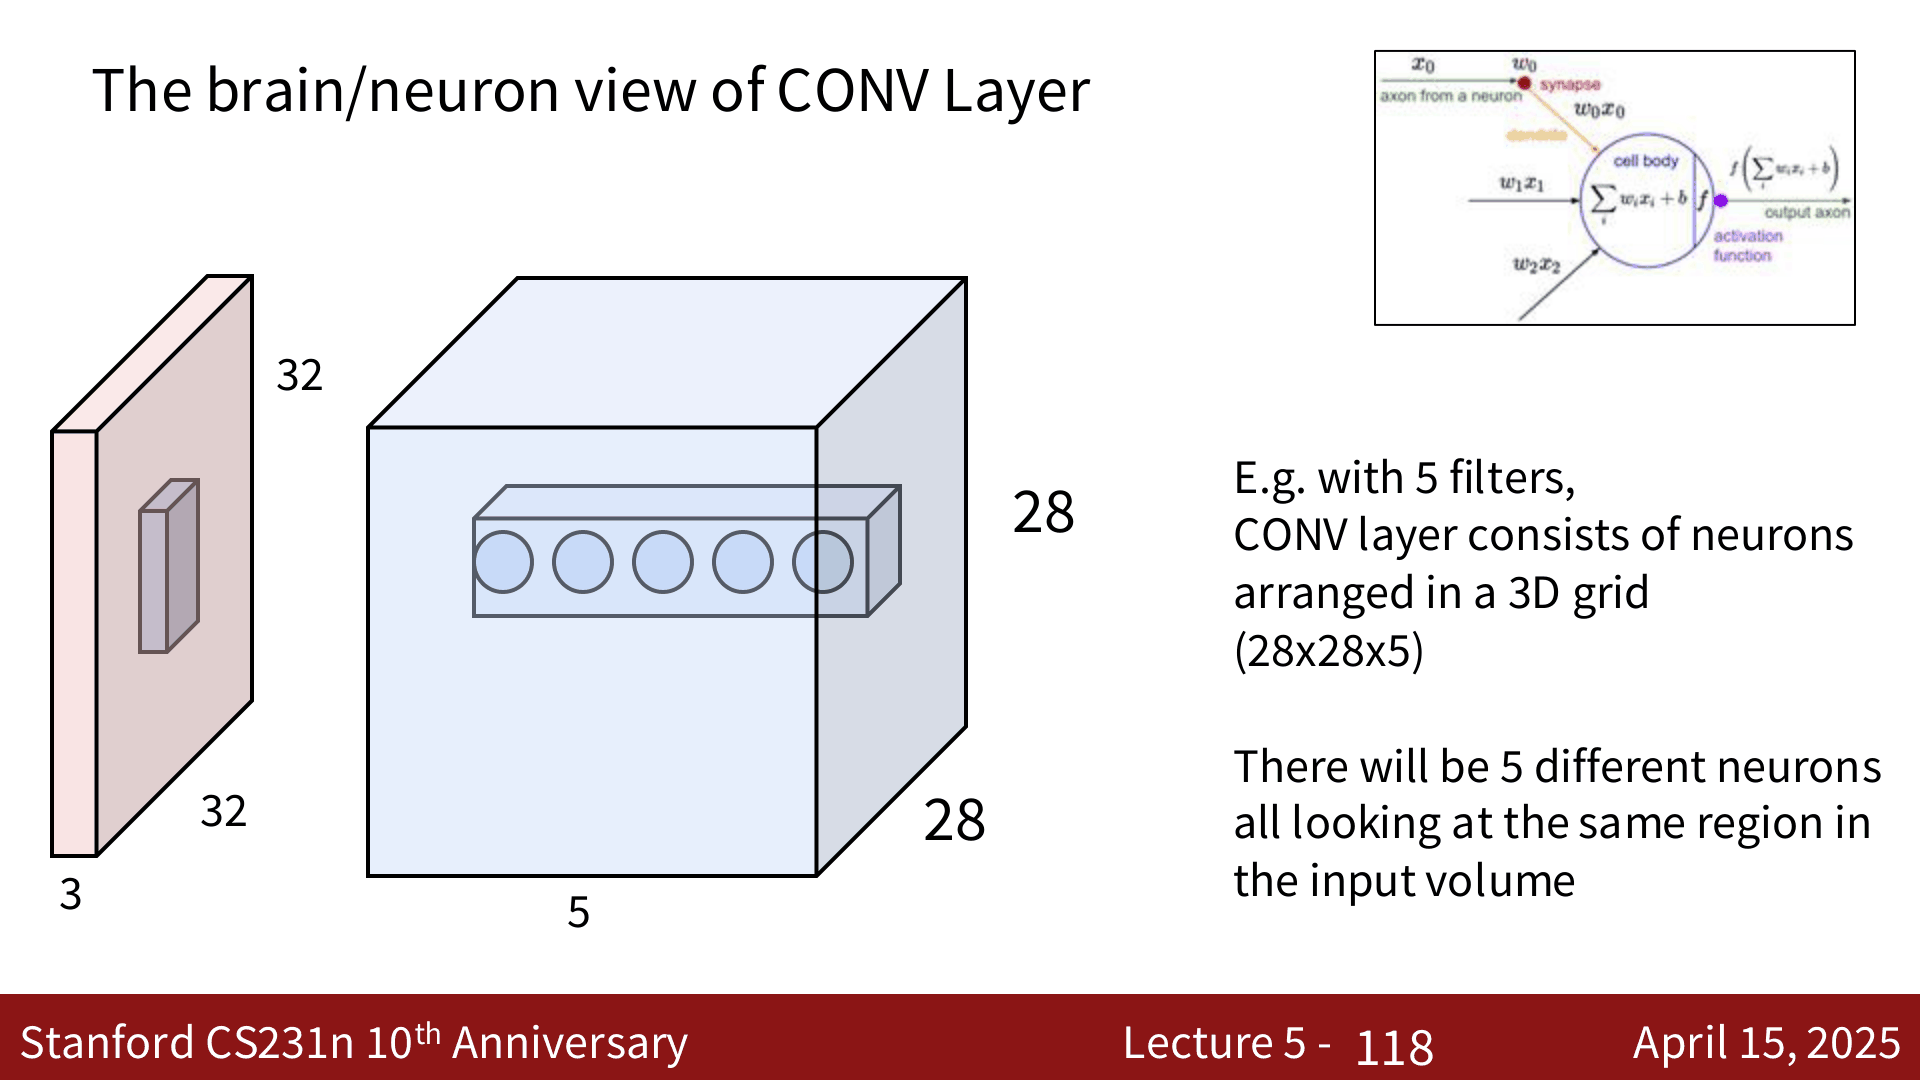 The brain/neuron view of CONV Layer
x₀
w₀
synapse
axon from a neuron
w₀x₀
dendrite
cell body
f(∑ᵢ wᵢxᵢ + b)
w₁x₁
∑ᵢ wᵢxᵢ + b
f
output axon
activation
function
w₂x₂
32
32
3
28
28
5
E.g. with 5 filters,
CONV layer consists of neurons
arranged in a 3D grid
(28x28x5)
There will be 5 different neurons
all looking at the same region in
the input volume
Stanford CS231n 10th Anniversary
Lecture 5 - 118
April 15, 2025